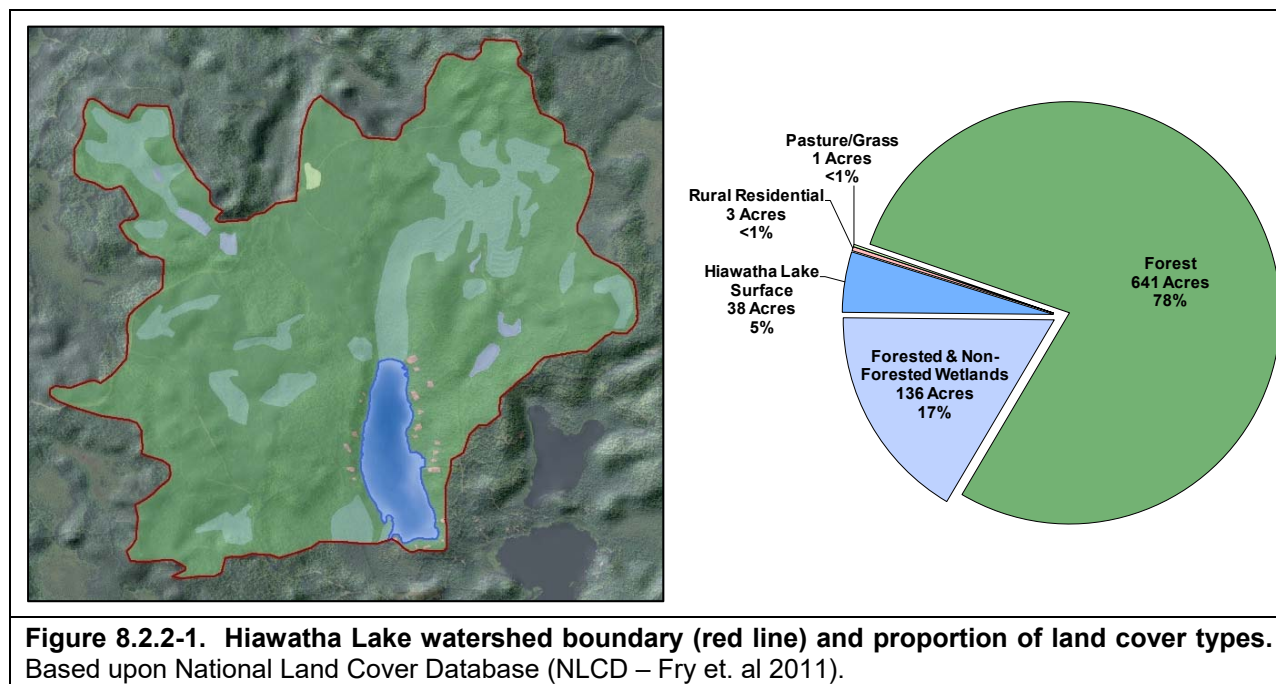 Pasture/Grass
1 Acres
<1%
Rural Residential
3 Acres
<1%
Hiawatha Lake
Surface
38 Acres
5%
Forest
641 Acres
78%
Forested & Non-
Forested Wetlands
136 Acres
17%
Figure 8.2.2-1. Hiawatha Lake watershed boundary (red line) and proportion of land cover types.
Based upon National Land Cover Database (NLCD – Fry et. al 2011).